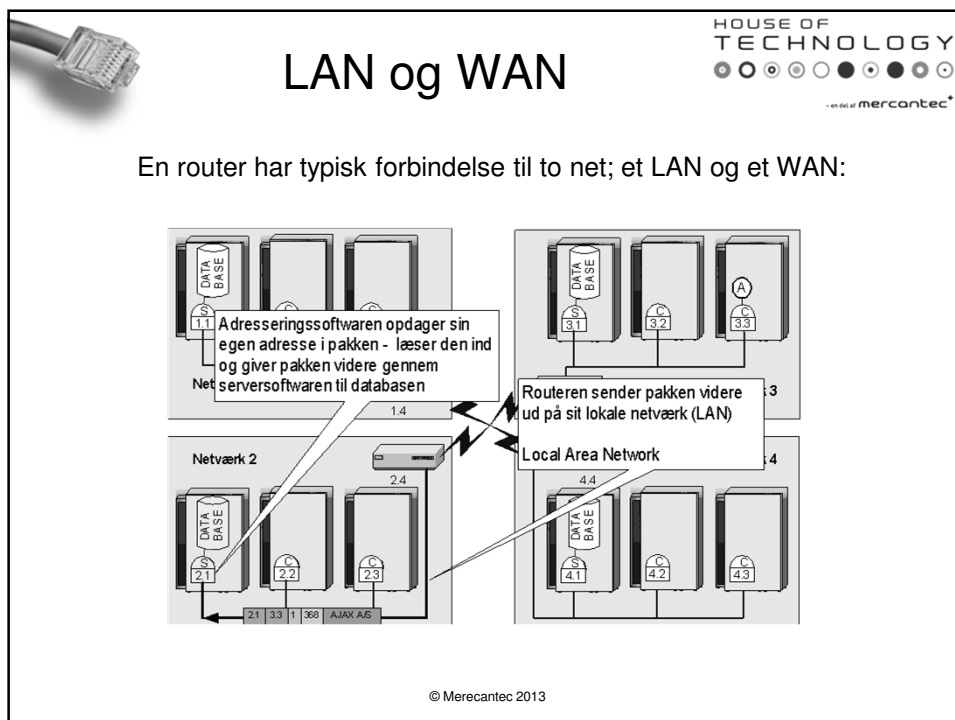 HOUSE OF
TECHNOLOGY
- en del af mercantec+
LAN og WAN
En router har typisk forbindelse til to net; et LAN og et WAN:
DATA
BASE
S
C
C
1.1
Adresseringssoftwaren opdager sin
egen adresse i pakken - læser den ind
og giver pakken videre gennem
serversoftwaren til databasen
Net
1.4
DATA
BASE
A
S
C
C
3.1
3.2
3.3
3
Routeren sender pakken videre
ud på sit lokale netværk (LAN)
Local Area Network
Netværk 2
2.4
DATA
BASE
S
C
C
2.1
2.2
2.3
2.1 3.3 1 368 AJAX A/S
4
4.4
DATA
BASE
S
C
C
4.1
4.2
4.3
© Merecantec 2013